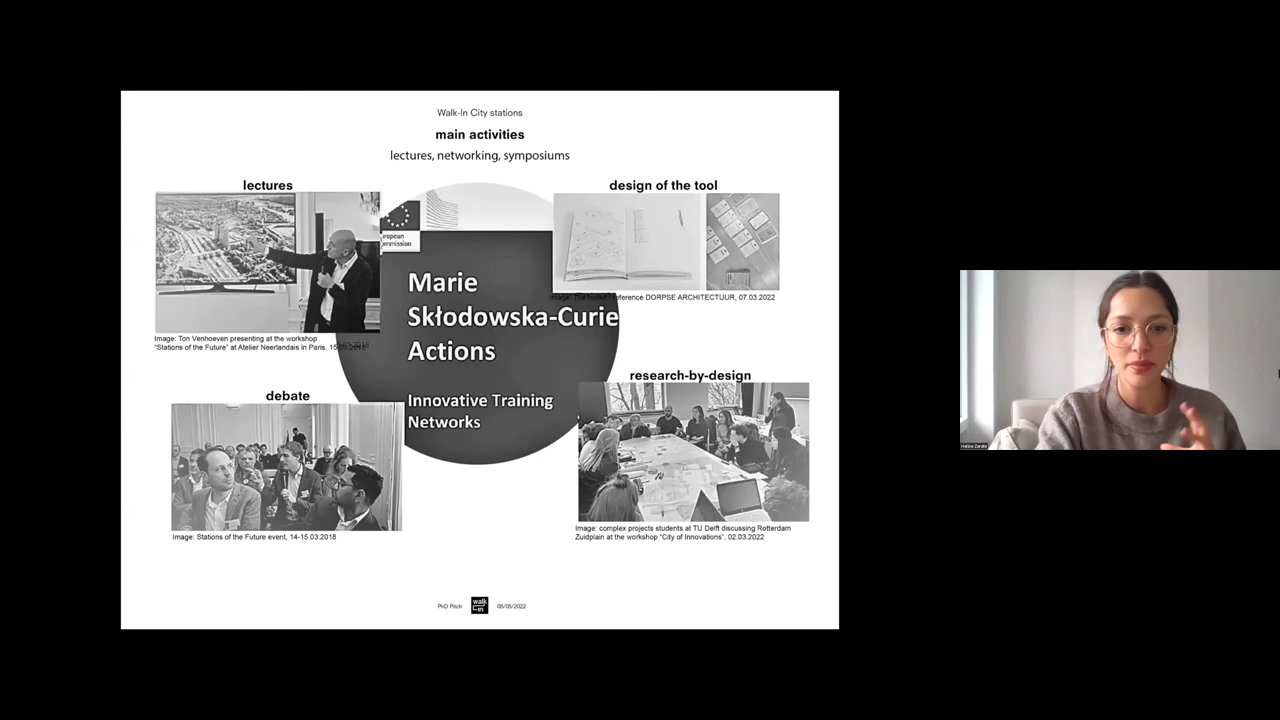 Walk-In City stations
main activities
lectures, networking, symposiums
lectures
design of the tool
Marie
Skłodowska-Curie
Actions
Innovative Training
Networks
Image: Ton Venhoeven presenting at the workshop
"Stations of the Future" at Atelier Neerlandais in Paris.
reference DORPSE ARCHITECTUUR, 07.03.2022
debate
research-by-design
Image: Stations of the Future event, 14-15.03.2018
Image: complex projects students at TU Delft discussing Rotterdam
Zuidplain at the workshop "City of Innovations", 02.03.2022
PhD Pitch
walk
in
05/05/2022
Halina Zarate